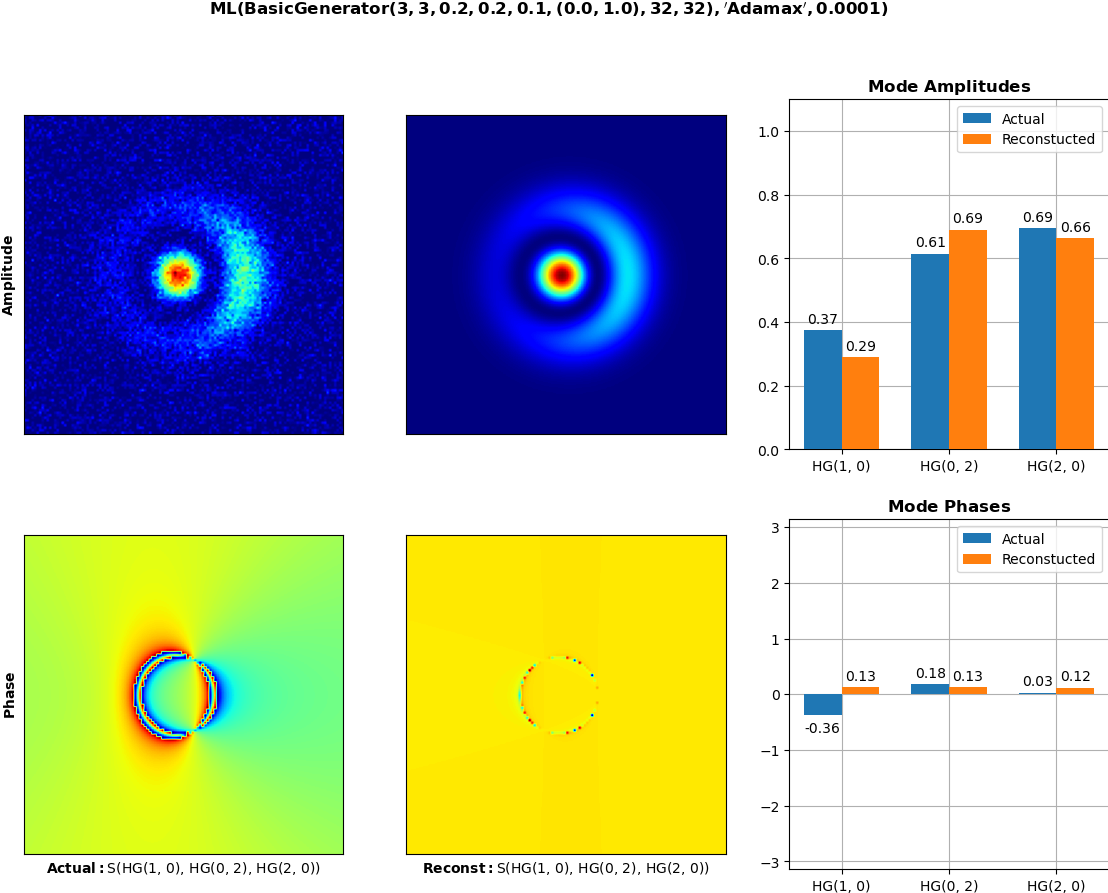 ML(BasicGenerator(3, 3, 0.2, 0.2, 0.1, (0.0, 1.0), 32, 32), ′Adamax′, 0.0001)
Amplitude
Mode Amplitudes
Actual
Reconstucted
1.0
0.8
0.6
0.4
0.2
0.0
0.37
0.29
0.61
0.69
0.69
0.66
HG(1, 0)
HG(0, 2)
HG(2, 0)
Phase
Actual: S(HG(1, 0), HG(0, 2), HG(2, 0))
Reconst: S(HG(1, 0), HG(0, 2), HG(2, 0))
Mode Phases
Actual
Reconstucted
3
2
1
0
−1
−2
−3
-0.36
0.13
0.18
0.13
0.03
0.12
HG(1, 0)
HG(0, 2)
HG(2, 0)